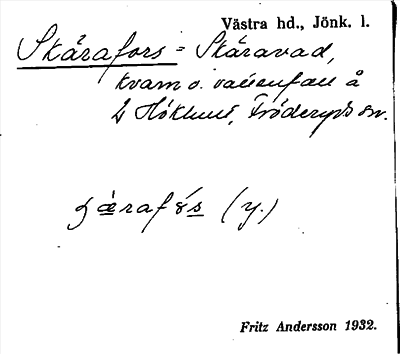 Västra hd., Jönk. l.
Skårafors = Skåravad,
kvarn o. vattenfall å
Hökhult, Fröderyds sn.
(y.)
Fritz Andersson 1932.